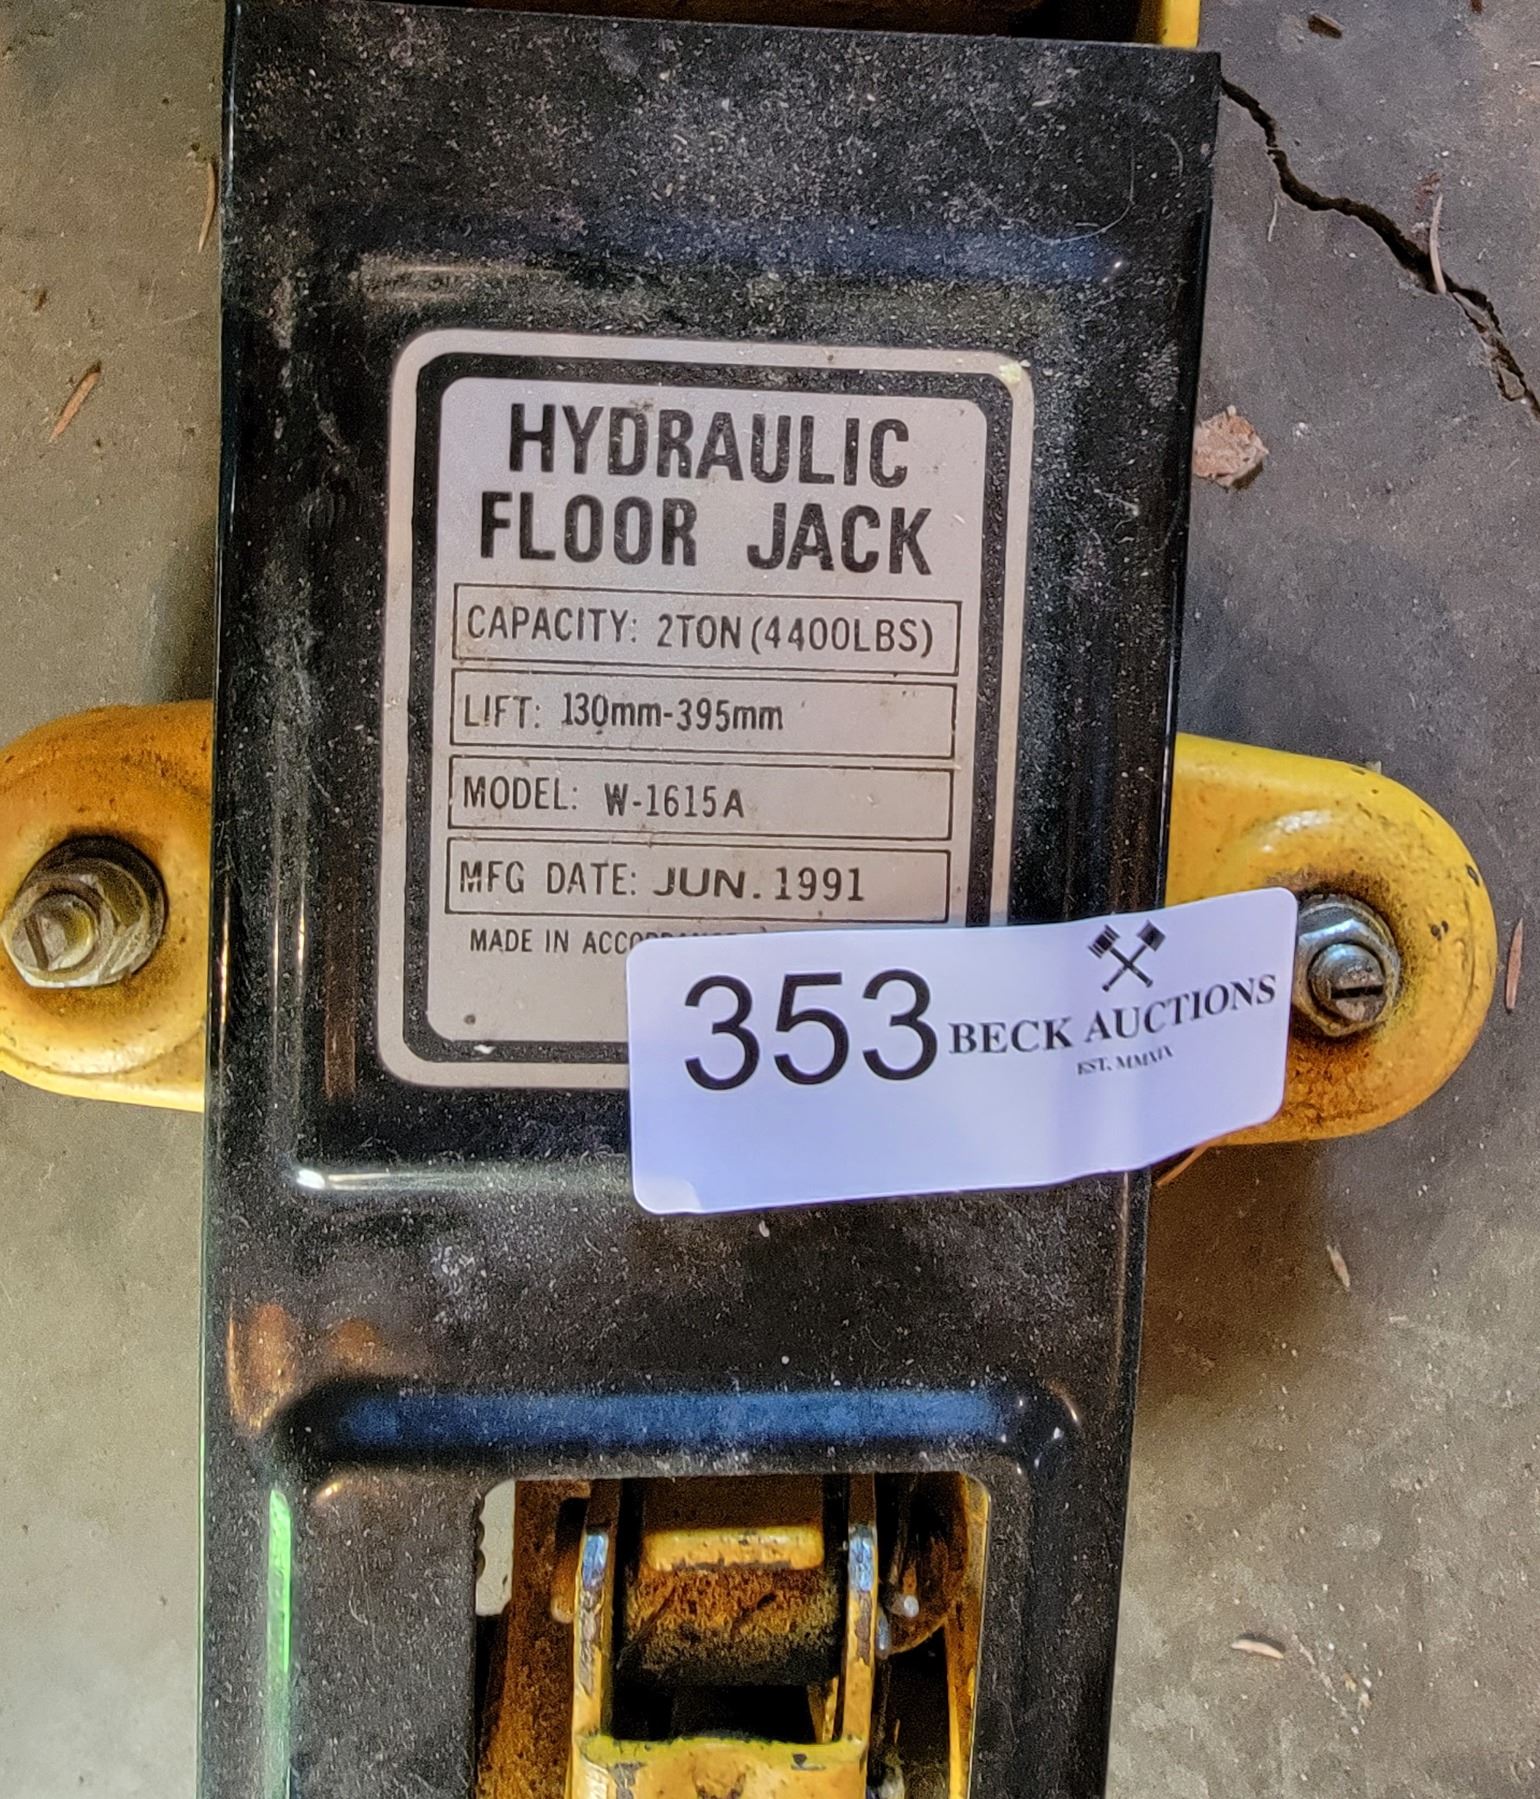 HYDRAULIC
FLOOR JACK
CAPACITY: 2TON (4400LBS)
LIFT: 130mm-395mm
MODEL: W-1615A
MFG DATE: JUN. 1991
MADE IN
353 BECK AUCTIONS
EST. MMXIX